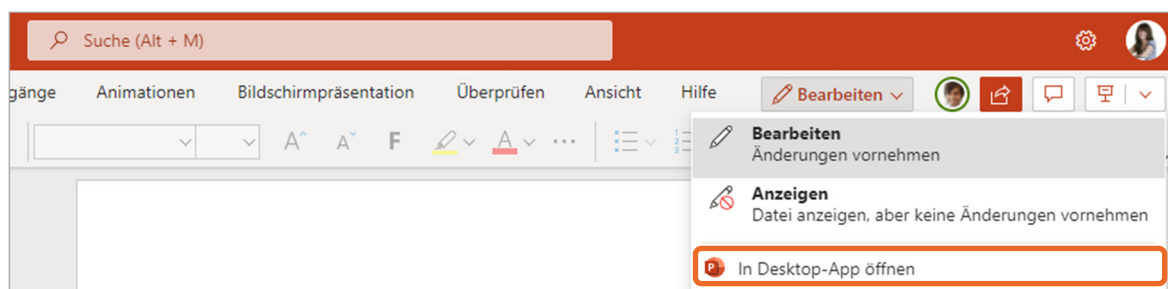 Suche (Alt + M)
gänge Animationen Bildschirmpräsentation Überprüfen Ansicht Hilfe Bearbeiten
A A F A
Bearbeiten
Änderungen vornehmen
Anzeigen
Datei anzeigen, aber keine Änderungen vornehmen
P In Desktop-App öffnen